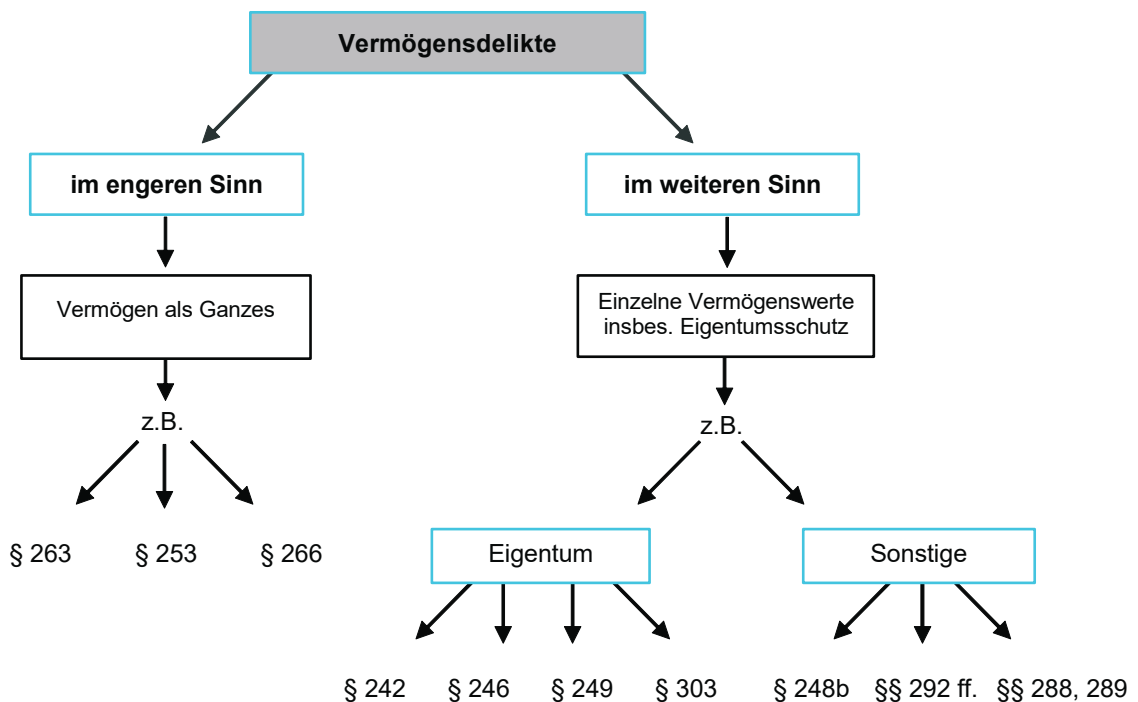 Vermögensdelikte
im engeren Sinn
im weiteren Sinn
Vermögen als Ganzes
Einzelne Vermögenswerte
insbes. Eigentumsschutz
z.B.
z.B.
§ 263
§ 253
§ 266
Eigentum
Sonstige
§ 242
§ 246
§ 249
§ 303
§ 248b
§§ 292 ff.
§§ 288, 289